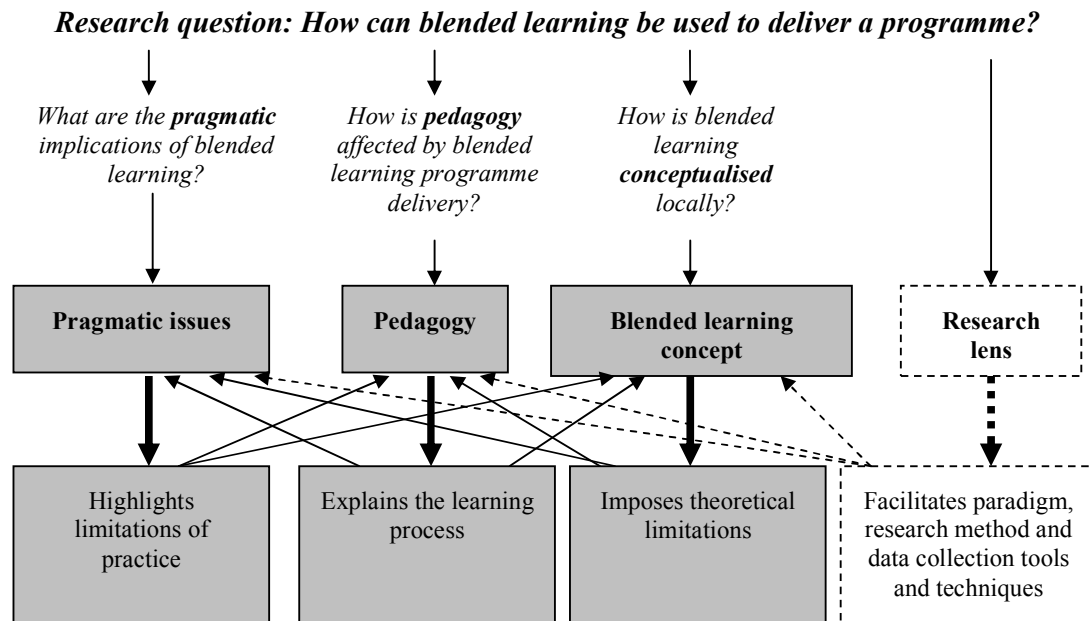 Research question: How can blended learning be used to deliver a programme?
What are the pragmatic
implications of blended
learning?
How is pedagogy
affected by blended
learning programme
delivery?
How is blended
learning
conceptualised
locally?
Pragmatic issues
Pedagogy
Blended learning
concept
Research
lens
Highlights
limitations of
practice
Explains the learning
process
Imposes theoretical
limitations
Facilitates paradigm,
research method and
data collection tools
and techniques